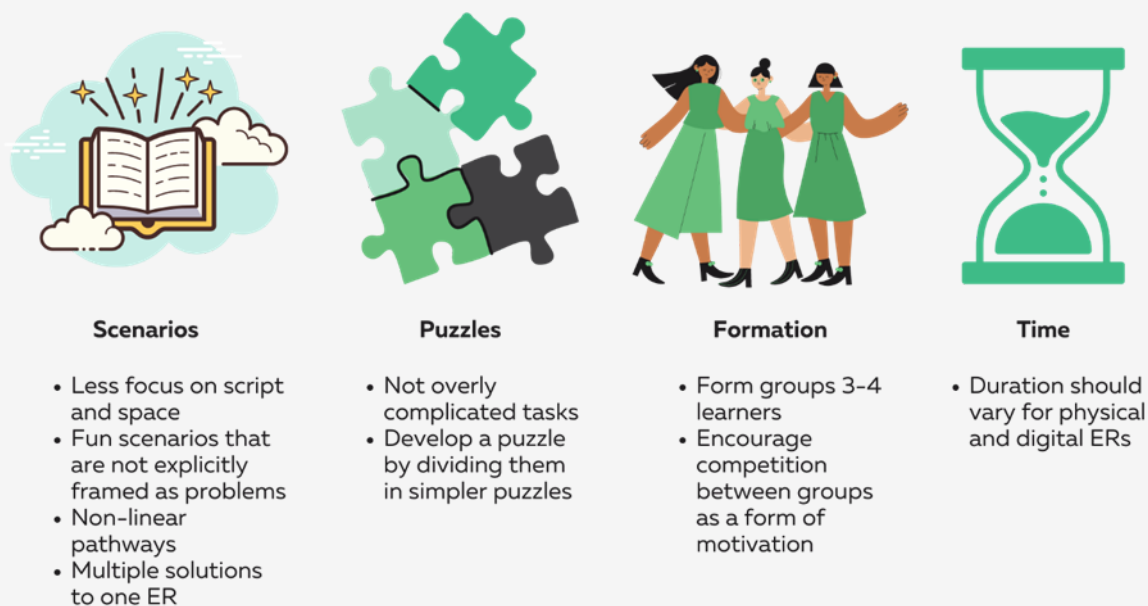 Scenarios
• Less focus on script
and space
• Fun scenarios that
are not explicitly
framed as problems
• Non-linear
pathways
• Multiple solutions
to one ER
Puzzles
• Not overly
complicated tasks
• Develop a puzzle
by dividing them
in simpler puzzles
Formation
• Form groups 3-4
learners
• Encourage
competition
between groups
as a form of
motivation
Time
• Duration should
vary for physical
and digital ERs